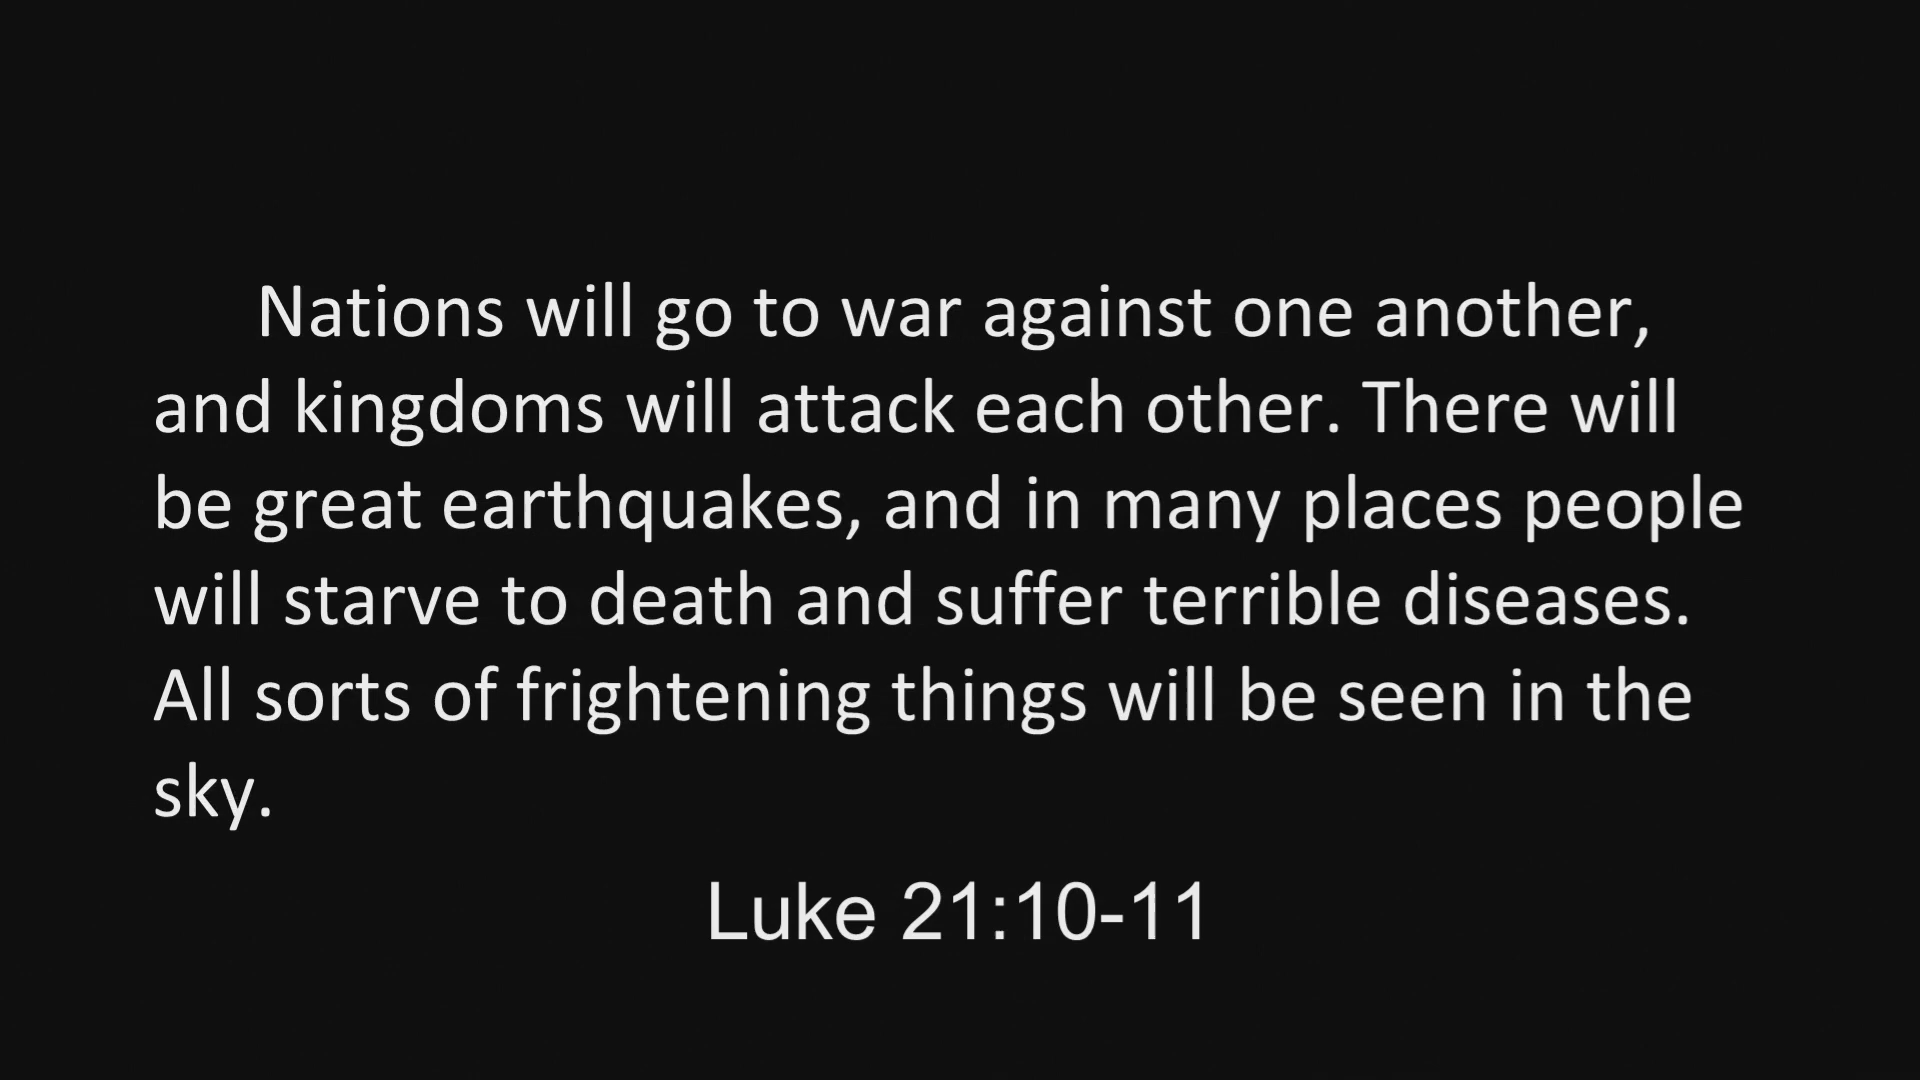 Nations will go to war against one another,
and kingdoms will attack each other. There will
be great earthquakes, and in many places people
will starve to death and suffer terrible diseases.
All sorts of frightening things will be seen in the
sky.
Luke 21:10-11